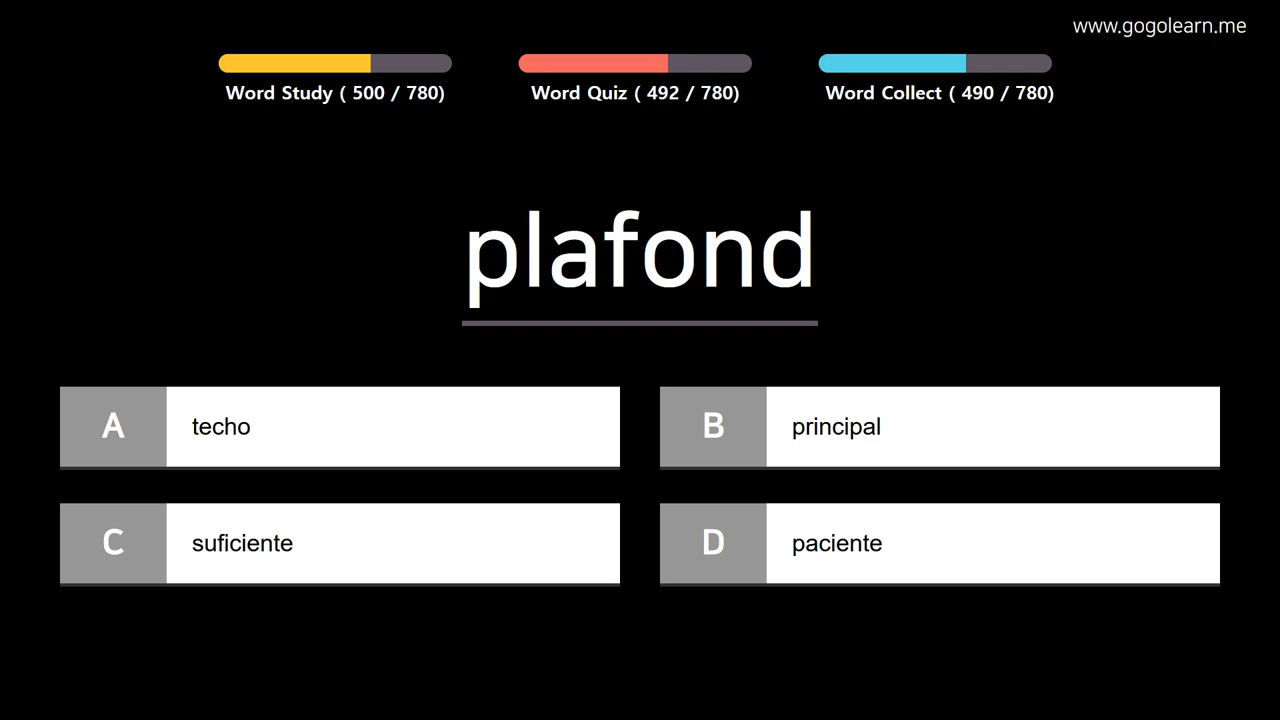 www.gogolearn.me
Word Study ( 500 / 780)
Word Quiz ( 492 / 780)
Word Collect ( 490 / 780)
plafond
A techo
B principal
C suficiente
D paciente